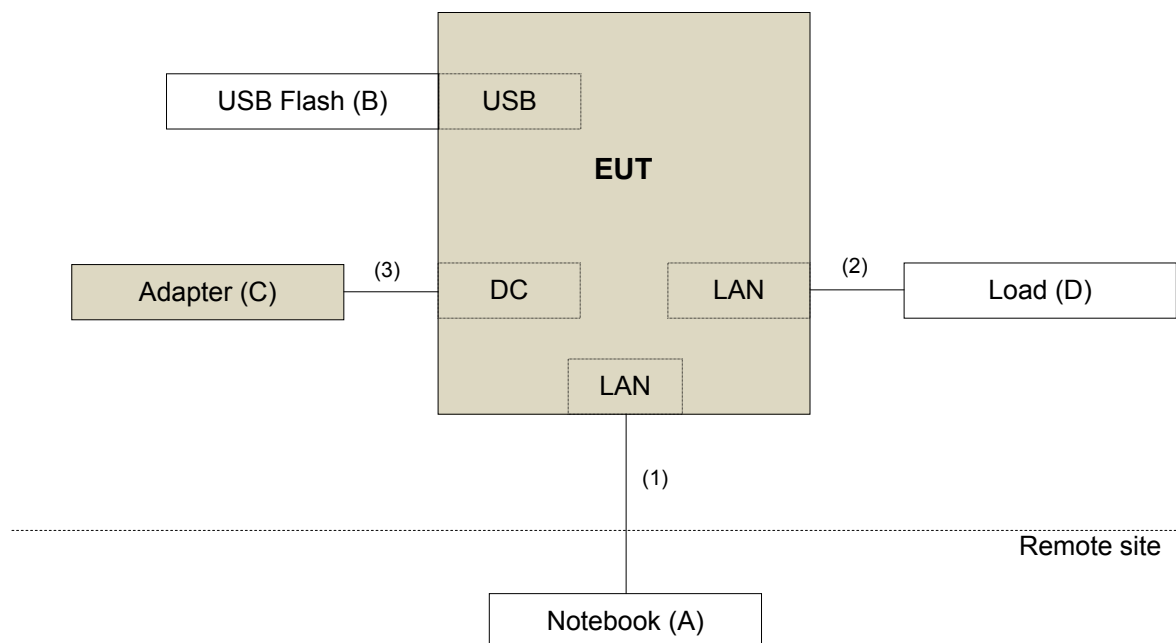 USB Flash (B)
USB
EUT
Adapter (C)
(3)
DC
LAN
(2)
Load (D)
LAN
(1)
Remote site
Notebook (A)